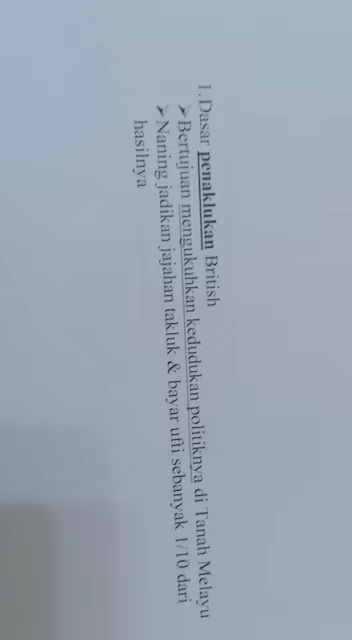 1. Dasar penaklukan British
➢ Bertujuan mengukuhkan kedudukan politiknya di Tanah Melayu
➢ Naning jadikan jajahan takluk & bayar ufti sebanyak 1/10 dari
hasilnya